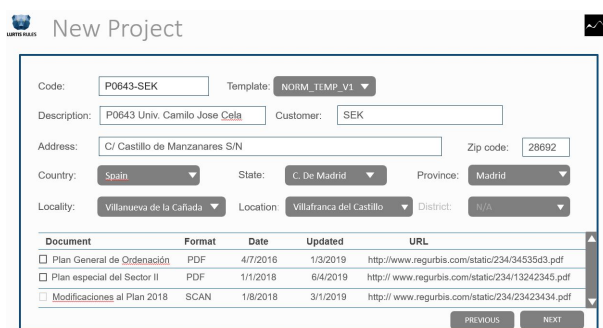 LURTIS RULES New Project
Code: P0643-SEK Template: NORM_TEMP_V1
Description: P0643 Univ. Camilo Jose Cela Customer: SEK
Address: C/ Castillo de Manzanares S/N Zip code: 28692
Country: Spain State: C. De Madrid Province: Madrid
Locality: Villanueva de la Cañada Location: Villafranca del Castillo District: N/A
Document Format Date Updated URL
Plan General de Ordenación PDF 4/7/2016 1/3/2019 http://www.regurbis.com/static/234/34535d3.pdf
Plan especial del Sector II PDF 1/1/2018 6/4/2019 http://www.regurbis.com/static/234/13242345.pdf
Modificaciones al Plan 2018 SCAN 1/8/2018 3/1/2019 http:// www.regurbis.com/static/234/23423434.pdf
PREVIOUS NEXT